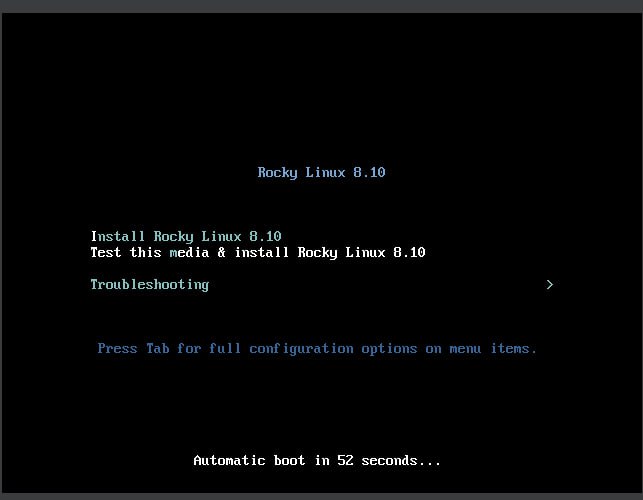 Rocky Linux 8.10
Install Rocky Linux 8.10
Test this media & install Rocky Linux 8.10
Troubleshooting >
Press Tab for full configuration options on menu items.
Automatic boot in 52 seconds...